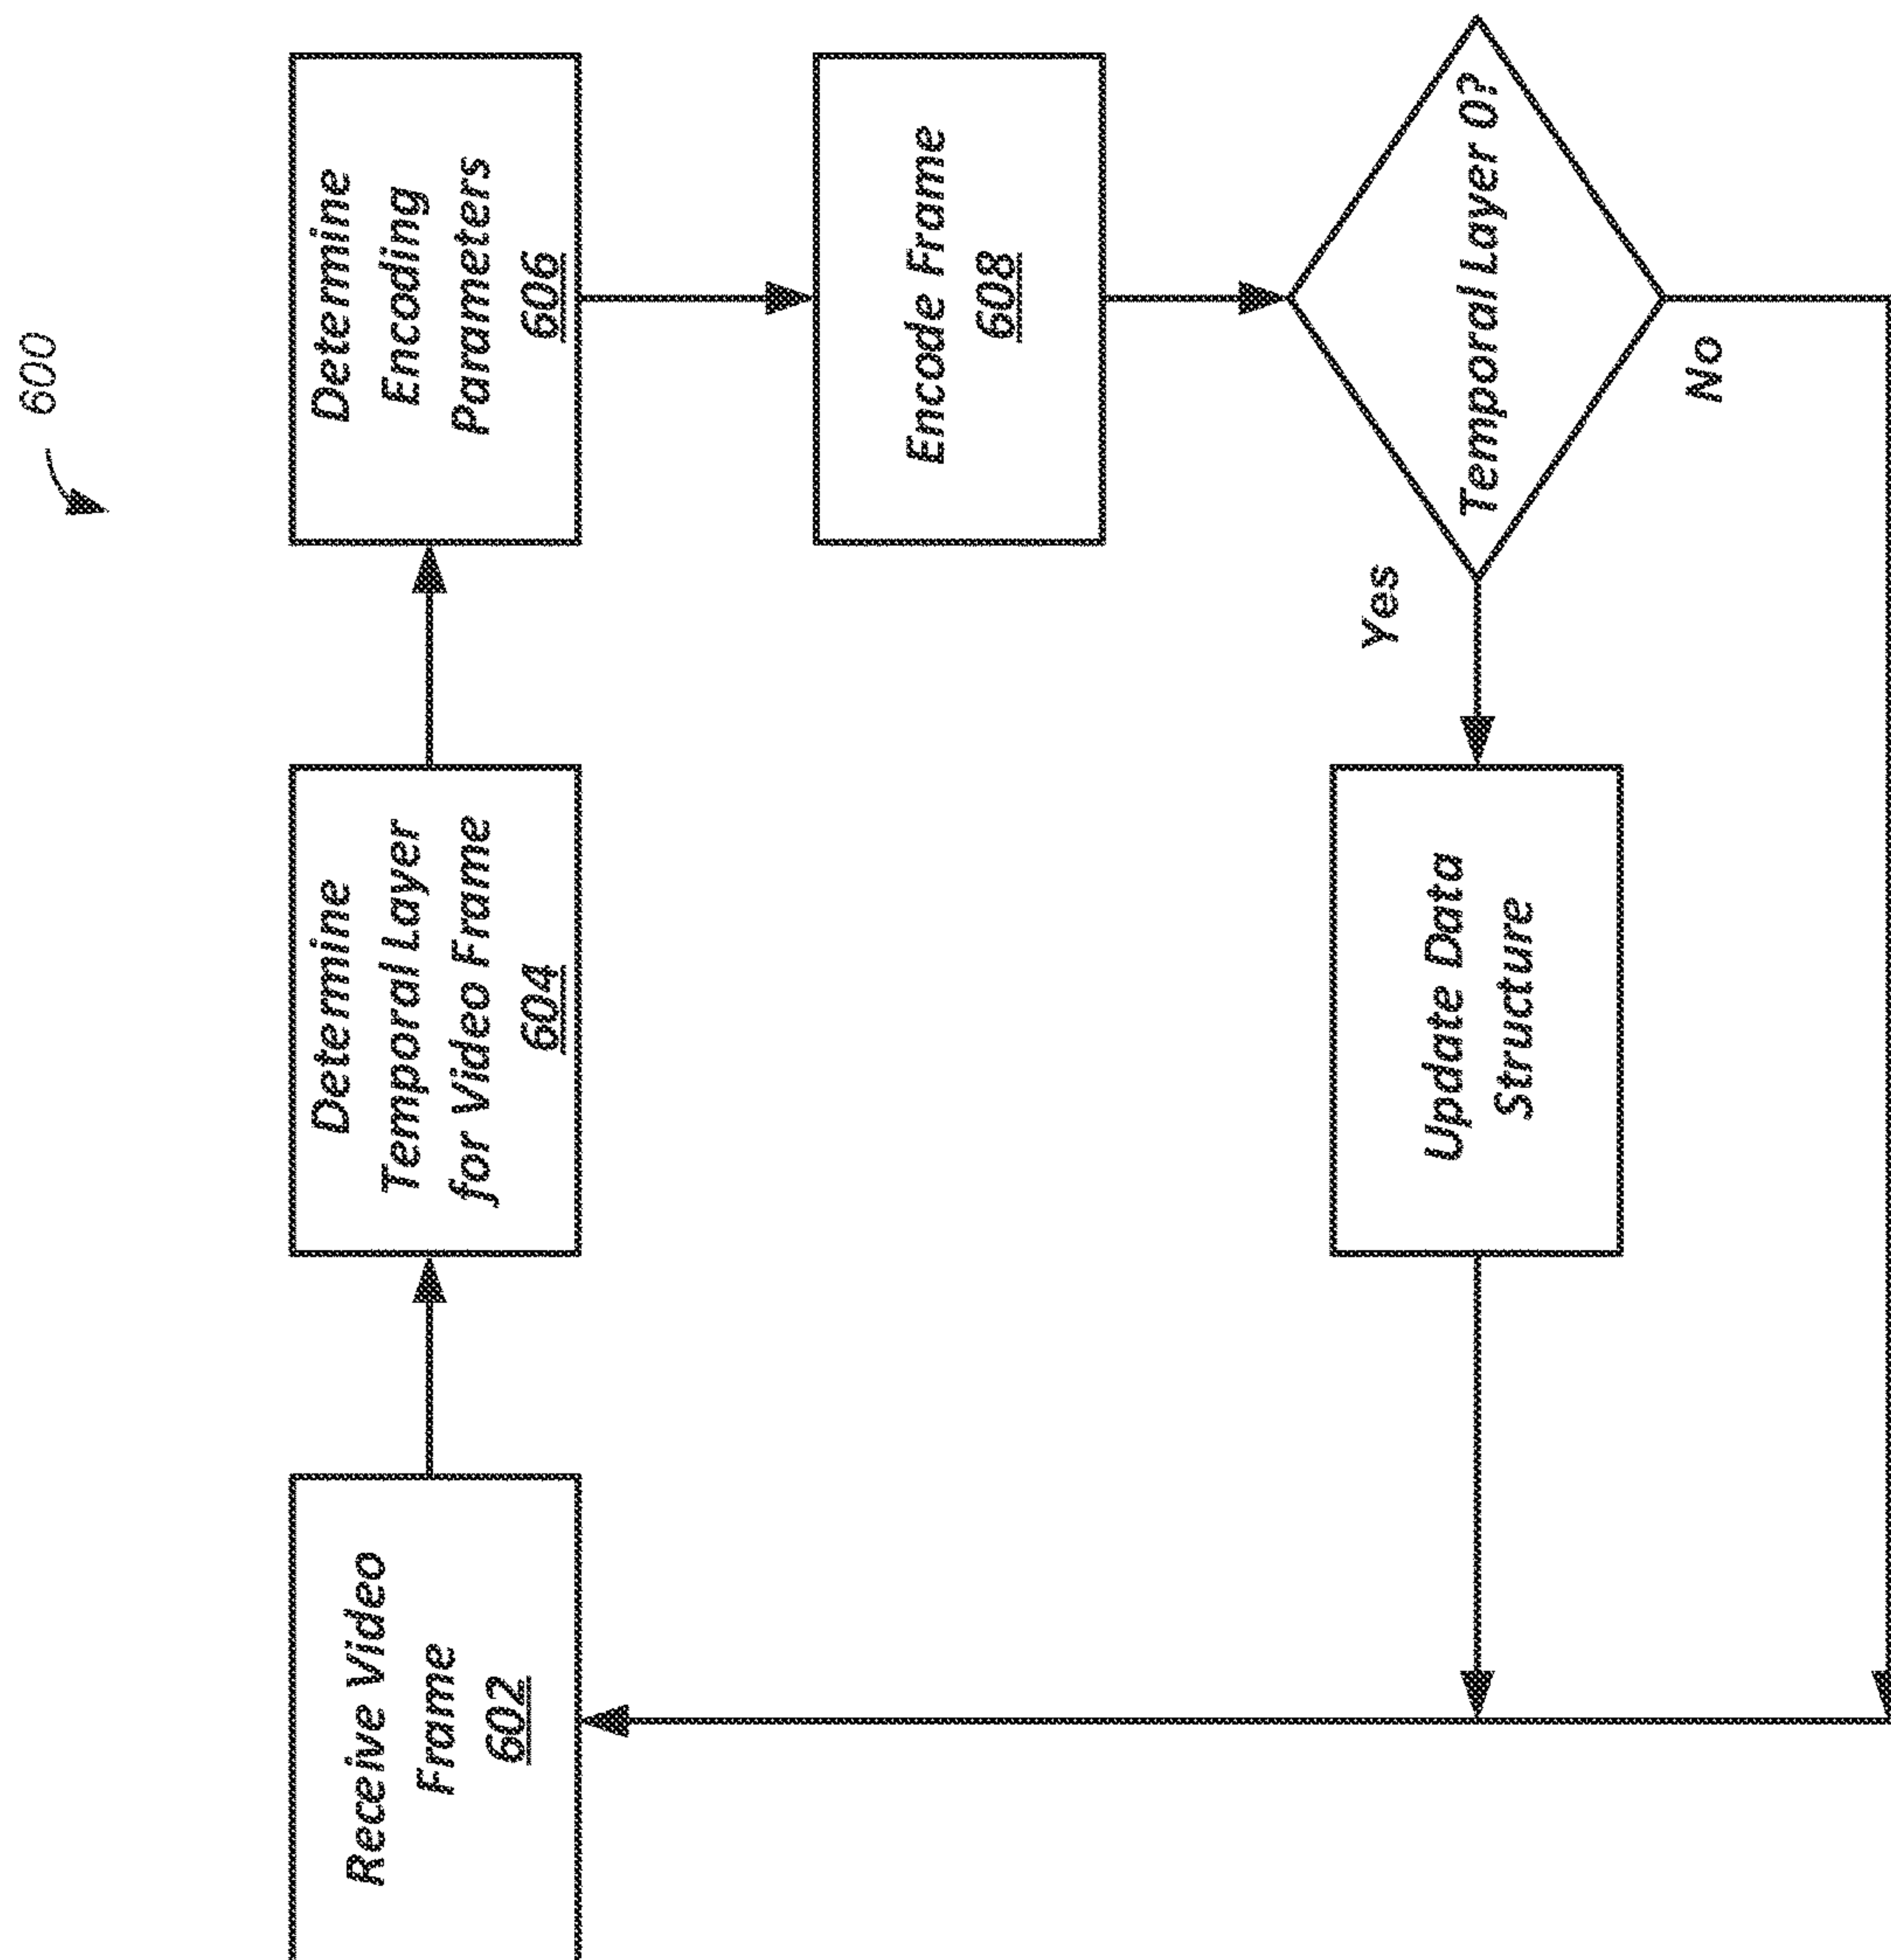 600
Receive Video
Frame
602
Determine
Temporal Layer
for Video Frame
604
Determine
Encoding
Parameters
606
Encode Frame
608
Temporal Layer 0?
Yes
No
Update Data
Structure